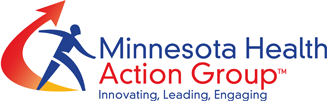 Minnesota Health
Action Group™
Innovating, Leading, Engaging